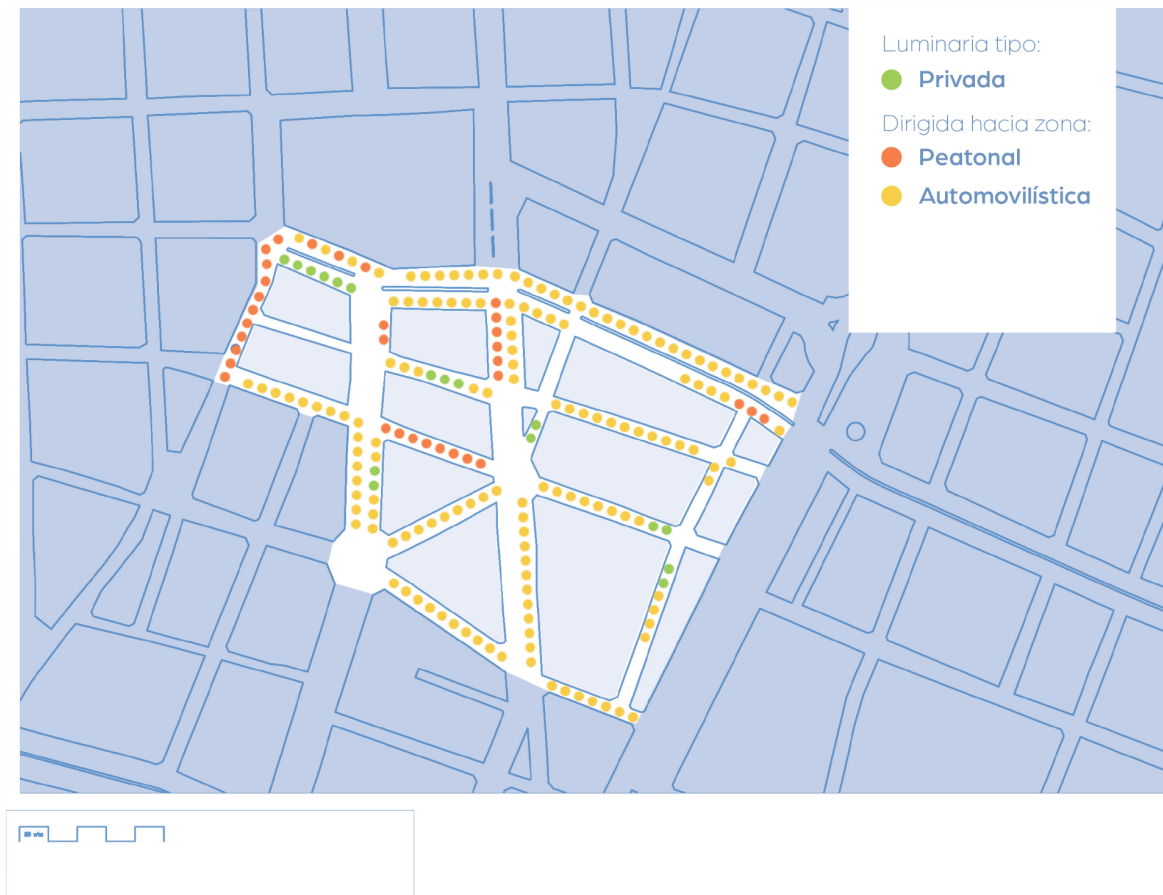 Luminaria tipo:
Privada
Dirigida hacia zona:
Peatonal
Automovilística